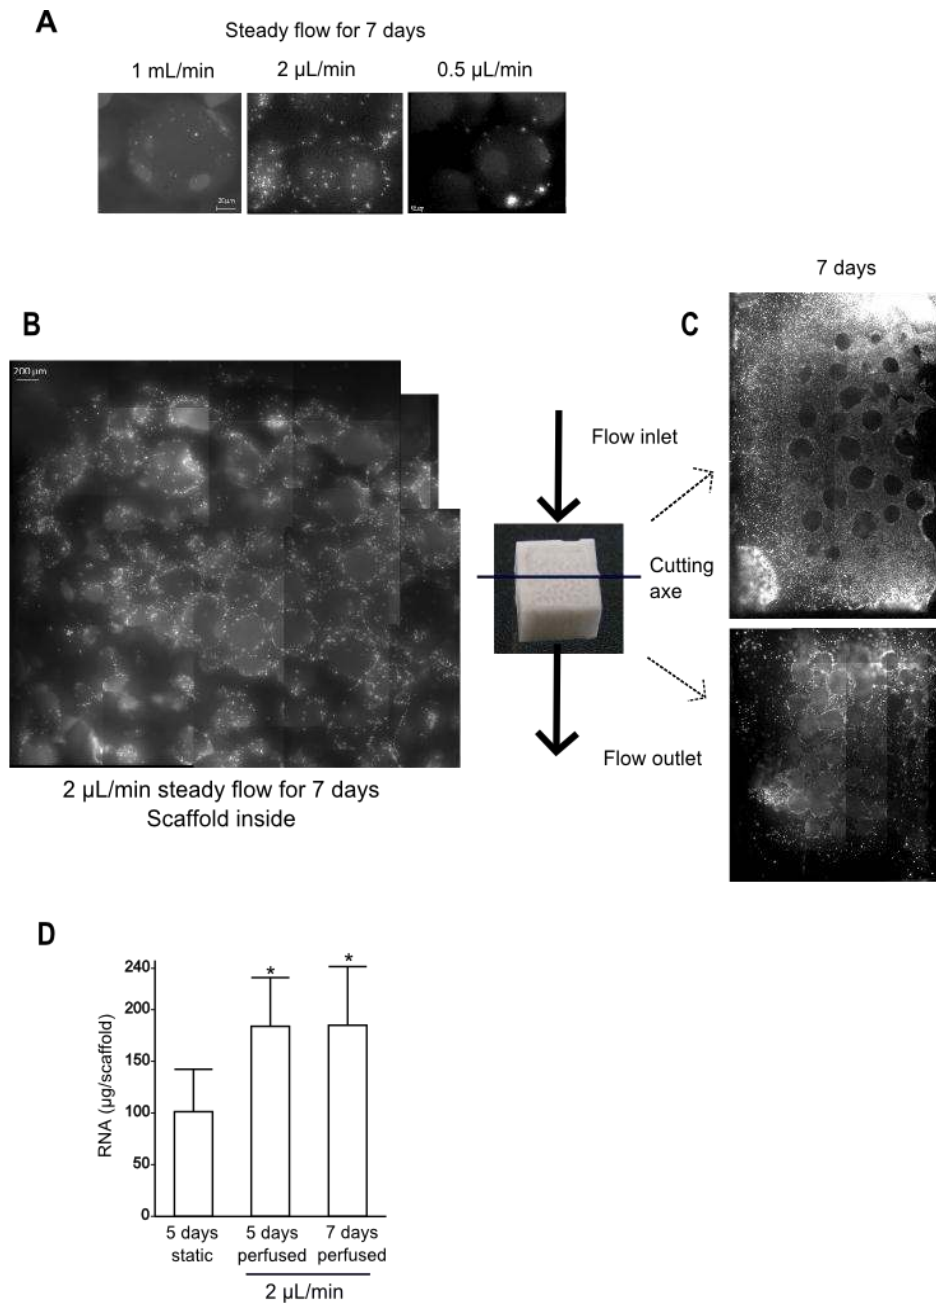 A
Steady flow for 7 days
1 mL/min
2 µL/min
0.5 µL/min
20µm
B
200 µm
2 µL/min steady flow for 7 days
Scaffold inside
Flow inlet
Cutting
axe
Flow outlet
C
7 days
D
RNA (µg/scaffold)
240
200
150
100
50
0
*
*
5 days
static
5 days
perfused
7 days
perfused
2 µL/min